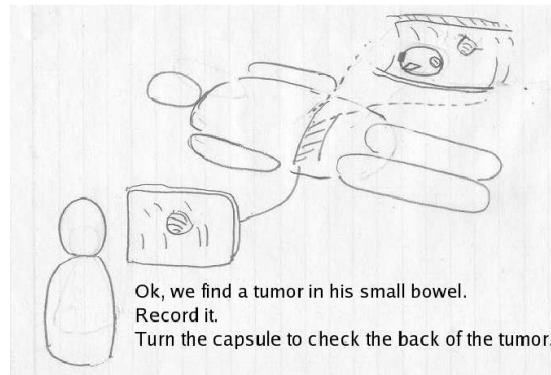 Ok, we find a tumor in his small bowel.
Record it.
Turn the capsule to check the back of the tumor.